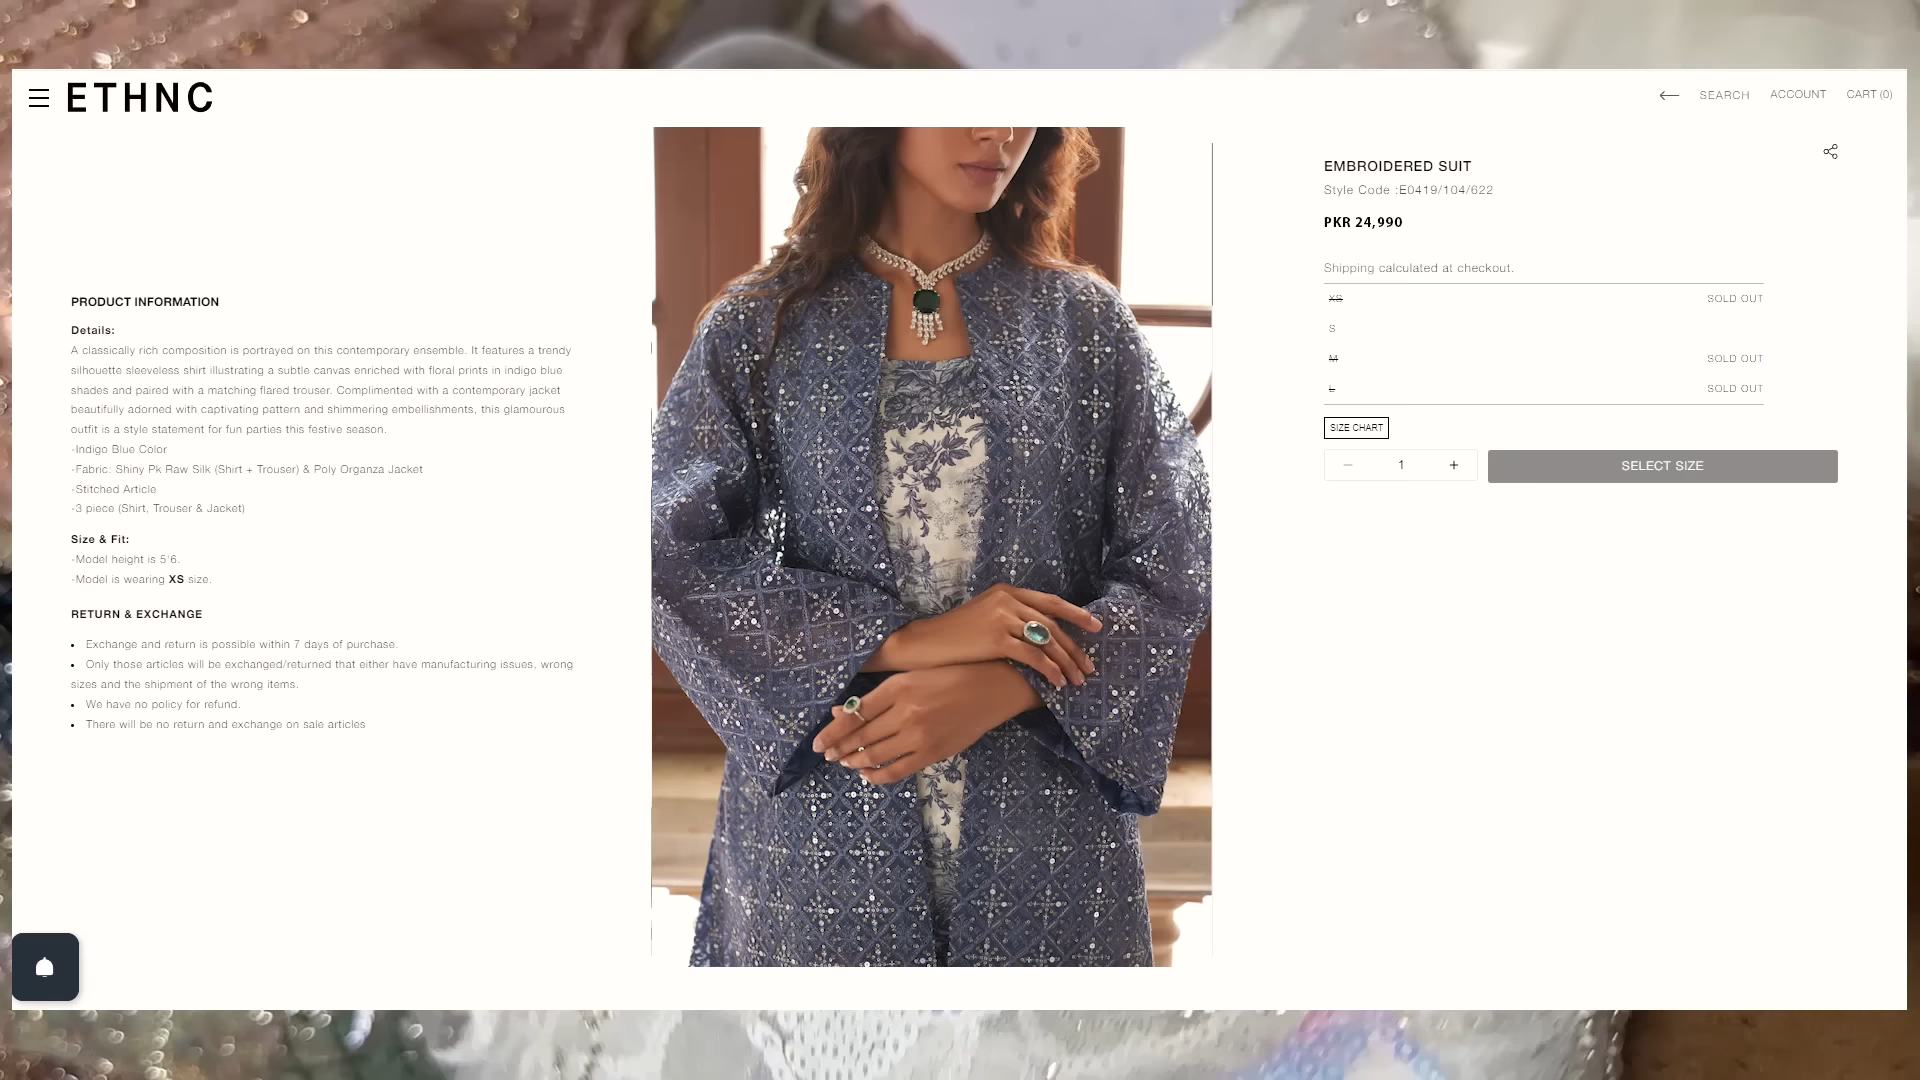 ETHNC
SEARCH ACCOUNT CART (0)
EMBROIDERED SUIT
Style Code :E0419/104/622
PKR 24,990
Shipping calculated at checkout.
XS SOLD OUT
S
M SOLD OUT
L SOLD OUT
SIZE CHART
1 SELECT SIZE
PRODUCT INFORMATION
Details:
A classically rich composition is portrayed on this contemporary ensemble. It features a trendy
silhouette sleeveless shirt illustrating a subtle canvas enriched with floral prints in indigo blue
shades and paired with a matching flared trouser. Complimented with a contemporary jacket
beautifully adorned with captivating pattern and shimmering embellishments, this glamourous
outfit is a style statement for fun parties this festive season.
-Indigo Blue Color
-Fabric: Shiny Pk Raw Silk (Shirt + Trouser) & Poly Organza Jacket
-Stitched Article
-3 piece (Shirt, Trouser & Jacket)
Size & Fit:
-Model height is 5'6.
-Model is wearing XS size.
RETURN & EXCHANGE
• Exchange and return is possible within 7 days of purchase.
• Only those articles will be exchanged/returned that either have manufacturing issues, wrong
sizes and the shipment of the wrong items.
• We have no policy for refund.
• There will be no return and exchange on sale articles